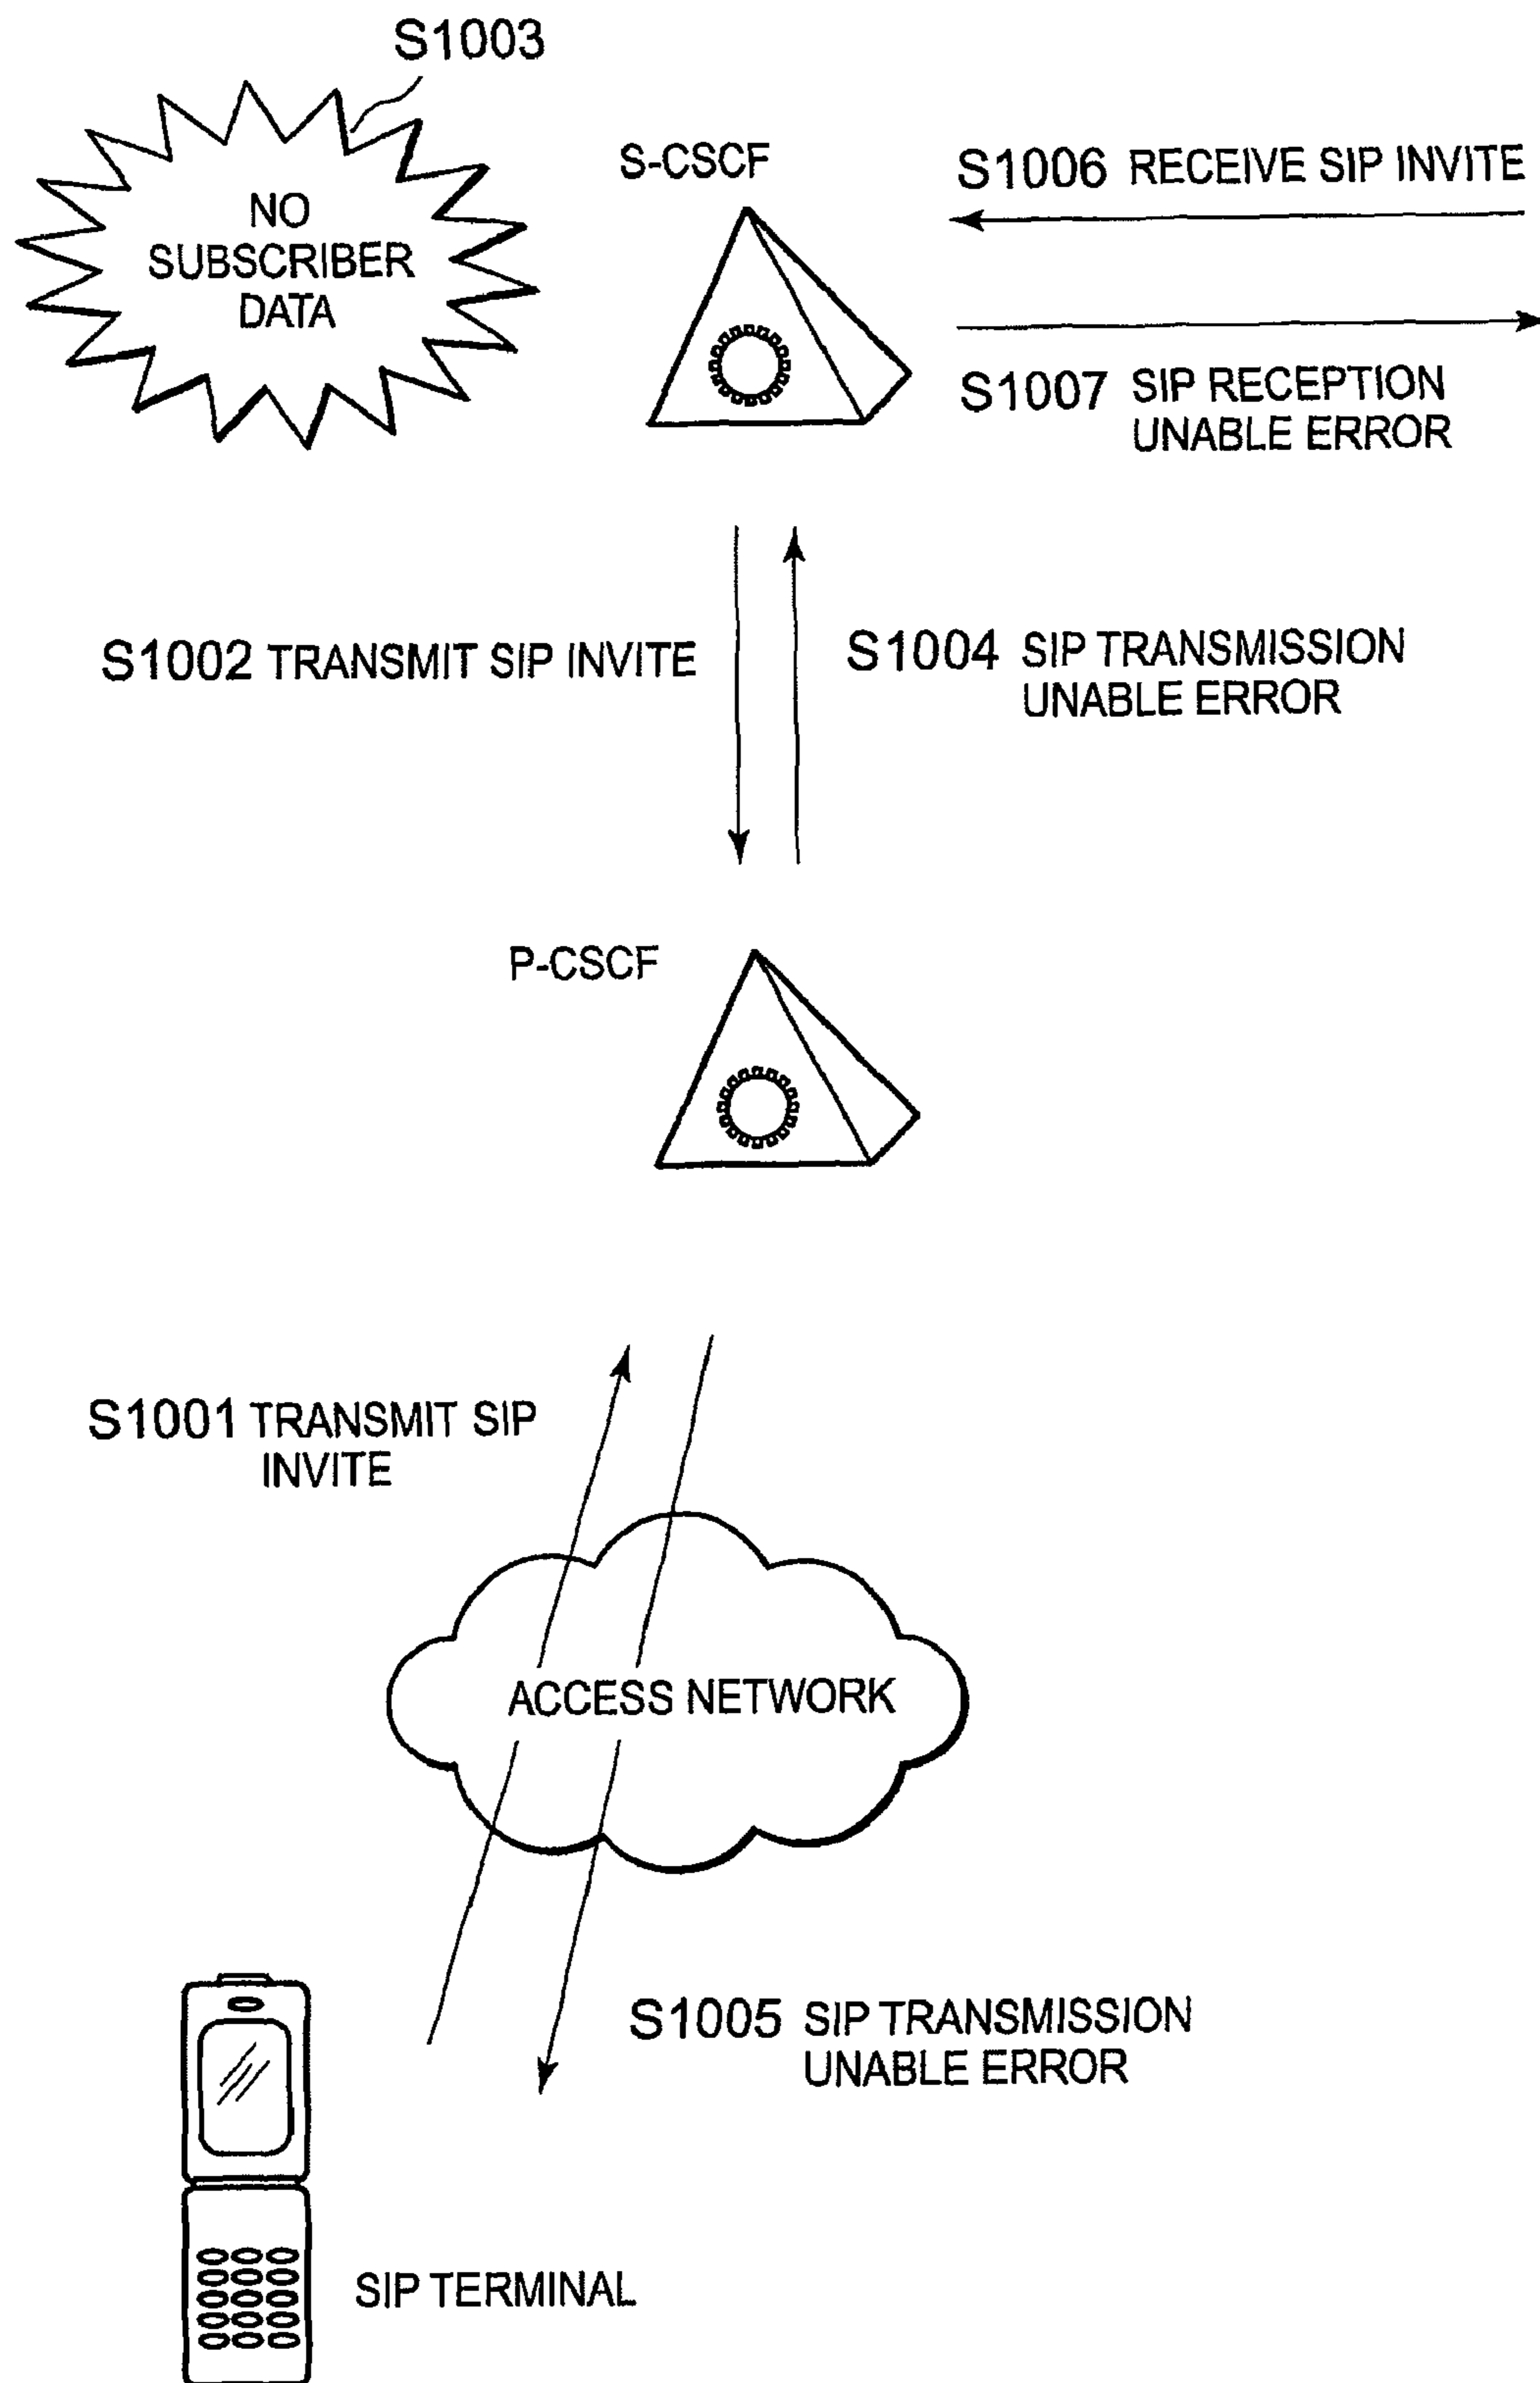 S1003
NO
SUBSCRIBER
DATA
S-CSCF
S1006 RECEIVE SIP INVITE
S1007 SIP RECEPTION
UNABLE ERROR
S1002 TRANSMIT SIP INVITE
S1004 SIP TRANSMISSION
UNABLE ERROR
P-CSCF
S1001 TRANSMIT SIP
INVITE
ACCESS NETWORK
S1005 SIP TRANSMISSION
UNABLE ERROR
SIP TERMINAL